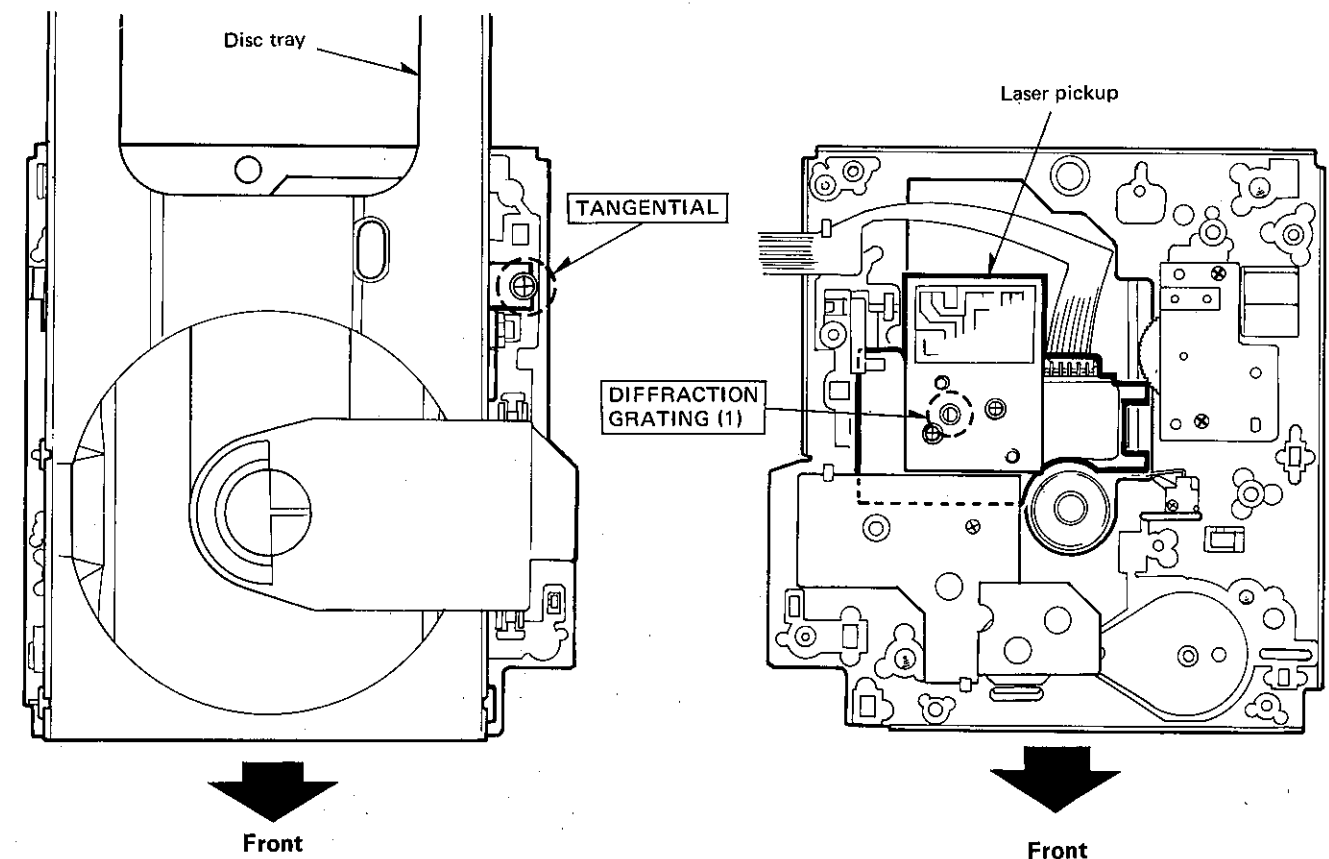 Disc tray
TANGENTIAL
Front
Laser pickup
DIFFRACTION
GRATING (1)
Front